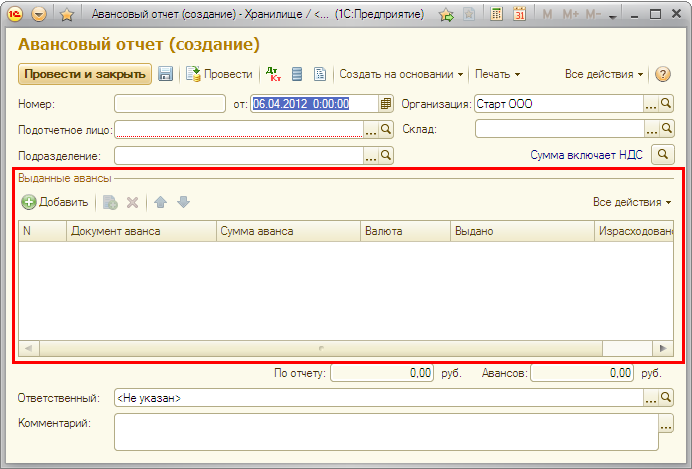 Авансовый отчет (создание) - Хранилище / <... (1С:Предприятие)
M M+ M-
Авансовый отчет (создание)
Провести и закрыть Провести Дт Кт Создать на основании Печать Все действия ?
Номер: от: 06.04.2012 0:00:00 Организация: Старт ООО ...
Подотчетное лицо: ... Склад: ...
Подразделение: ... Сумма включает НДС
Выданные авансы
Добавить Все действия
N Документ аванса Сумма аванса Валюта Выдано Израсходовано
По отчету: 0,00 руб. Авансов: 0,00 руб.
Ответственный: <Не указан> ...
Комментарий: ...